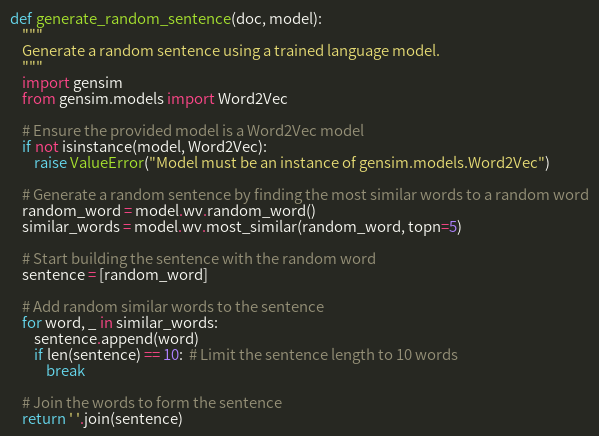 def generate_random_sentence(doc, model):
    """
    Generate a random sentence using a trained language model.
    """
    import gensim
    from gensim.models import Word2Vec

    # Ensure the provided model is a Word2Vec model
    if not isinstance(model, Word2Vec):
        raise ValueError("Model must be an instance of gensim.models.Word2Vec")

    # Generate a random sentence by finding the most similar words to a random word
    random_word = model.wv.random_word()
    similar_words = model.wv.most_similar(random_word, topn=5)

    # Start building the sentence with the random word
    sentence = [random_word]

    # Add random similar words to the sentence
    for word, _ in similar_words:
        sentence.append(word)
        if len(sentence) == 10:  # Limit the sentence length to 10 words
            break

    # Join the words to form the sentence
    return ' '.join(sentence)